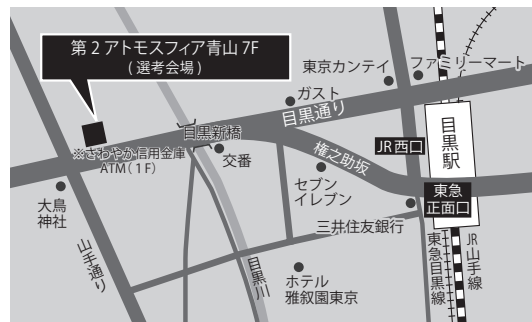 第２アトモスフィア青山 7F
(選考会場)
東京カンテイ
ファミリーマート
ガスト
目黒通り
目黒新橋
※さわやか信用金庫
ATM(１F)
交番
権之助坂
JR西口
目黒駅
大鳥
神社
セブン
イレブン
東急
正面口
三井住友銀行
山手通り
目黒川
ホテル
雅叙園東京
東急目黒線
JR山手線